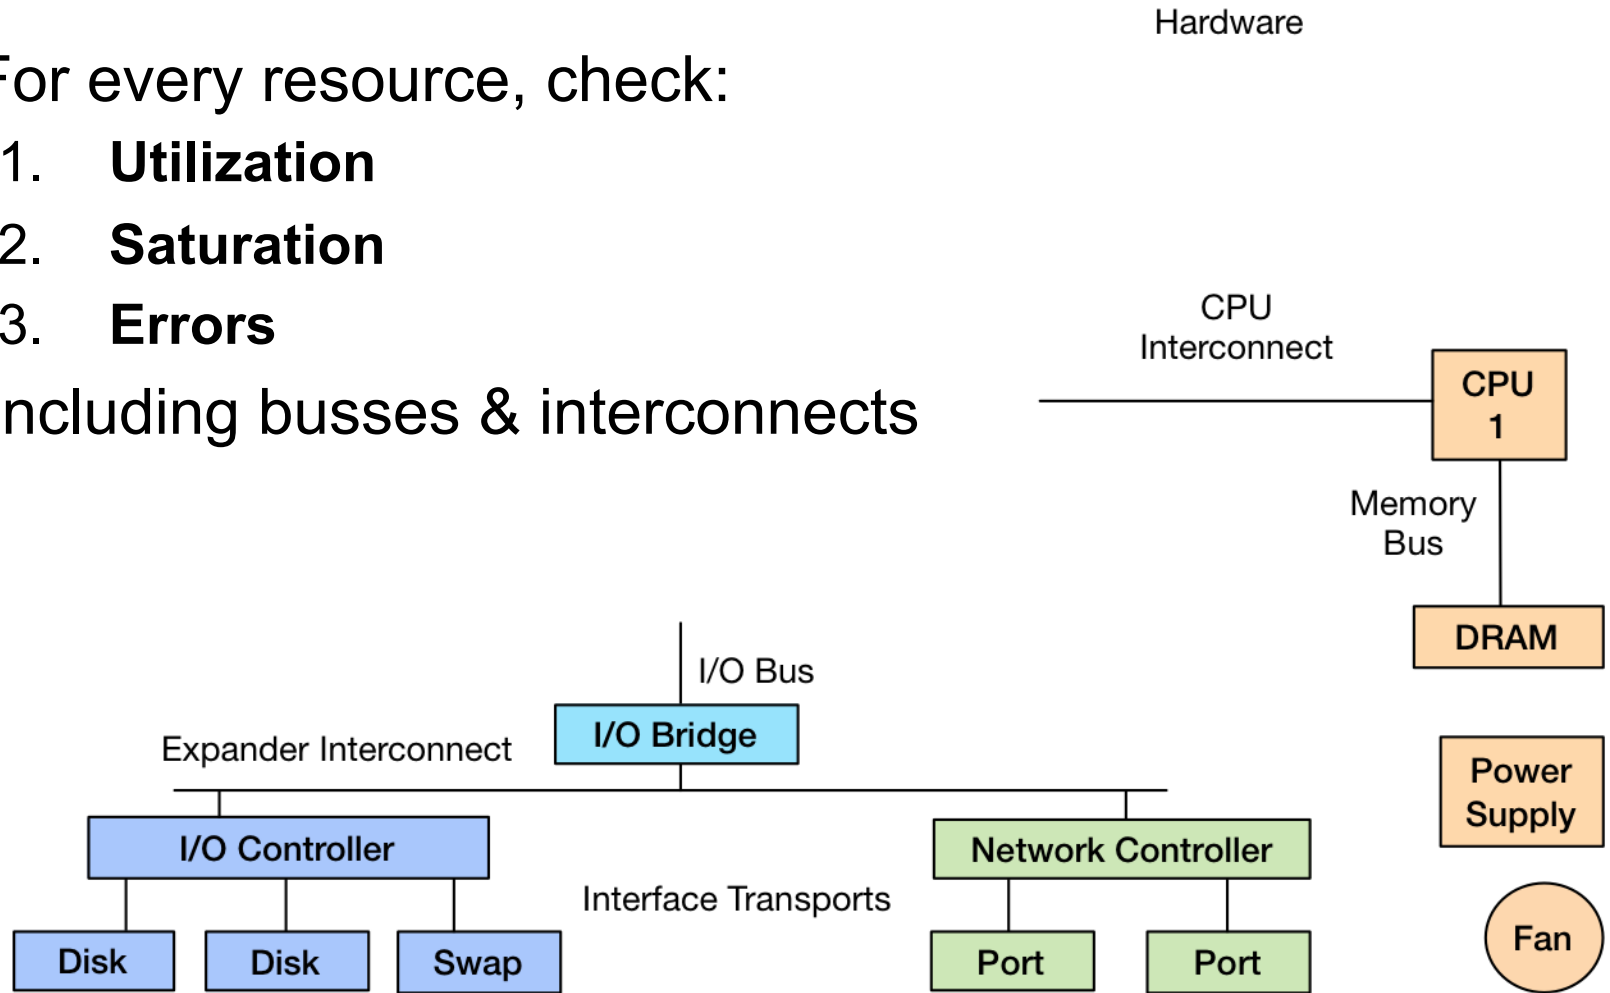 Hardware
For every resource, check:
1. Utilization
2. Saturation
3. Errors
Including busses & interconnects
CPU
Interconnect
CPU
1
Memory
Bus
DRAM
I/O Bus
I/O Bridge
Expander Interconnect
Power
Supply
I/O Controller
Network Controller
Interface Transports
Fan
Disk
Disk
Swap
Port
Port